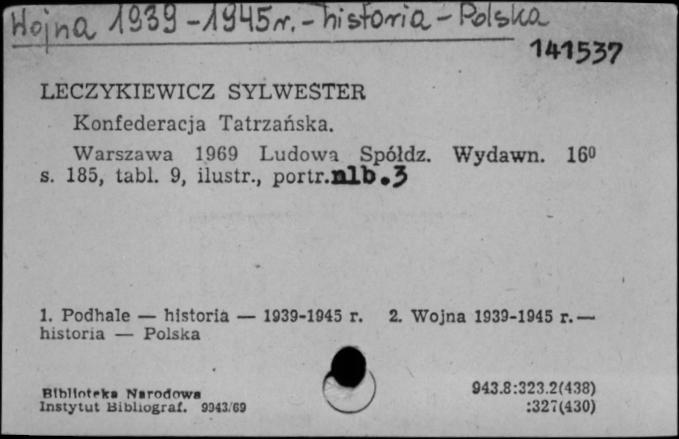 Wojna 1939-1945 r. - historia - Polska
141537
LECZYKIEWICZ SYLWESTER
Konfederacja Tatrzańska.
Warszawa 1969 Ludowa Spółdz. Wydawn. 16⁰
s. 185, tabl. 9, ilustr., portr.nlb.3
1. Podhale — historia — 1939-1945 r. 2. Wojna 1939-1945 r. —
historia — Polska
Biblioteka Narodowa
Instytut Bibliograf. 9943/69
943.8:323.2(438)
:327(430)